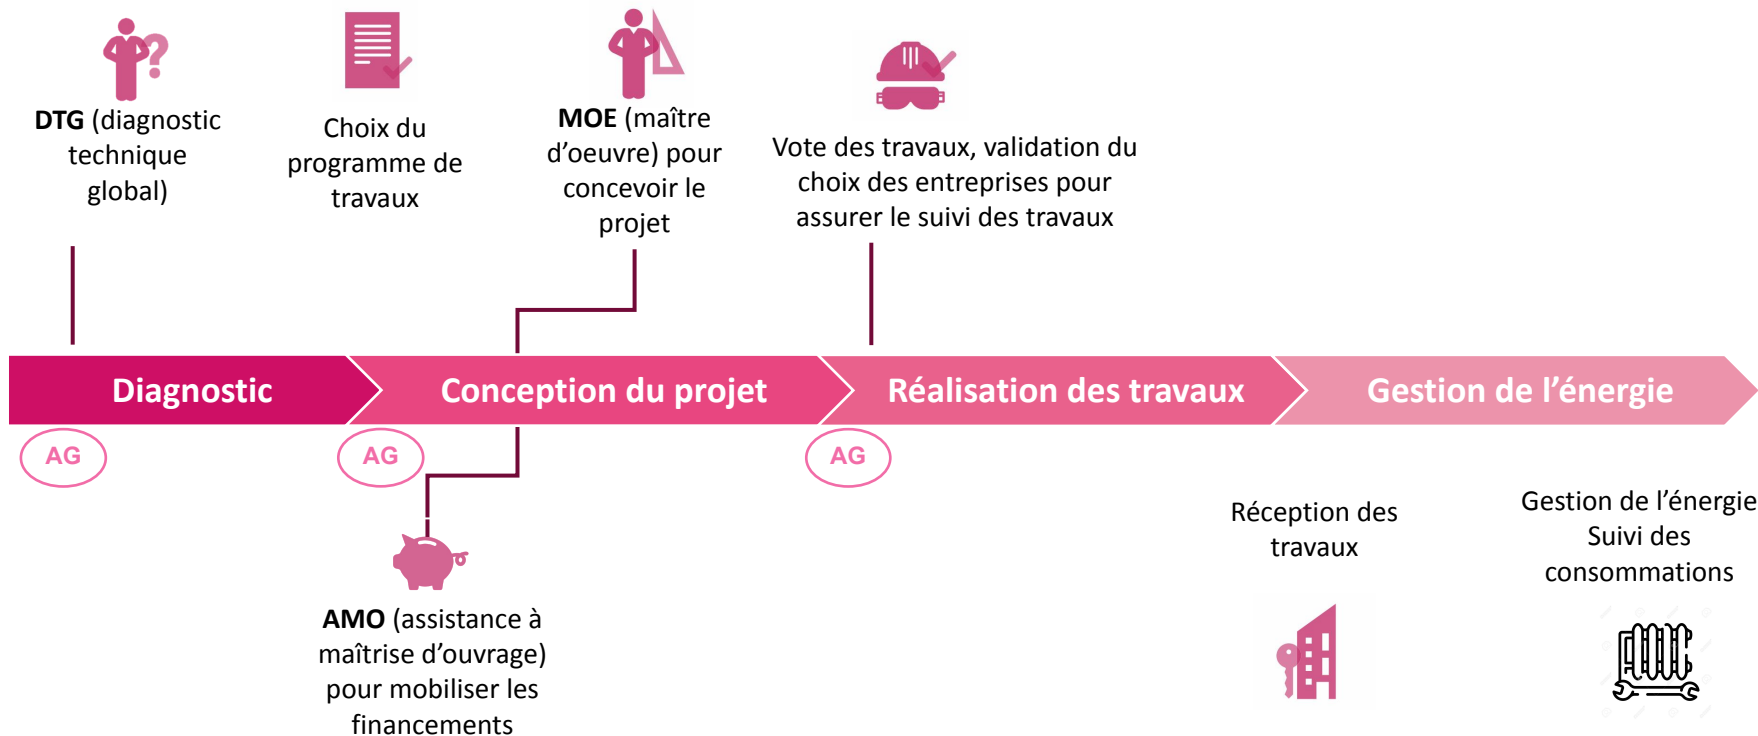 DTG (diagnostic
technique
global)
Choix du
programme de
travaux
MOE (maître
d'oeuvre) pour
concevoir le
projet
Vote des travaux, validation du
choix des entreprises pour
assurer le suivi des travaux
Diagnostic
Conception du projet
Réalisation des travaux
Gestion de l'énergie
AG
AG
AG
AMO (assistance à
maîtrise d'ouvrage)
pour mobiliser les
financements
Réception des
travaux
Gestion de l'énergie
Suivi des
consommations